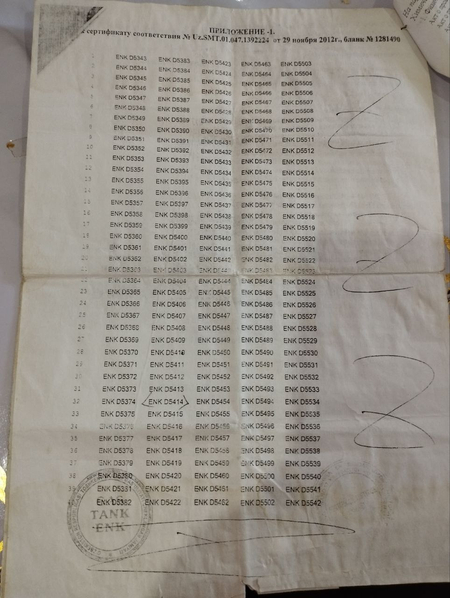 ПРИЛОЖЕНИЕ -1.
сертификату соответствия № Uz.SMT.01.047.1392224 от 29 ноября 2012г., бланк № 1281490
1 ENK D5343 ENK D5383 ENK D5423 ENK D5463 ENK D5503
2 ENK D5344 ENK D5384 ENK D5424 ENK D5464 ENK D5504
3 ENK D5345 ENK D5385 ENK D5425 ENK D5465 ENK D5505
4 ENK D5346 ENK D5386 ENK D5426 ENK D5466 ENK D5506
5 ENK D5347 ENK D5387 ENK D5427 ENK D5467 ENK D5507
6 ENK D5348 ENK D5388 ENK D5428 ENK D5468 ENK D5508
7 ENK D5349 ENK D5389 ENK D5429 ENK D5469 ENK D5509
8 ENK D5350 ENK D5390 ENK D5430 ENK D5470 ENK D5510
9 ENK D5351 ENK D5391 ENK D5431 ENK D5471 ENK D5511
10 ENK D5352 ENK D5392 ENK D5432 ENK D5472 ENK D5512
11 ENK D5353 ENK D5393 ENK D5433 ENK D5473 ENK D5513
12 ENK D5354 ENK D5394 ENK D5434 ENK D5474 ENK D5514
13 ENK D5355 ENK D5395 ENK D5435 ENK D5475 ENK D5515
14 ENK D5356 ENK D5396 ENK D5436 ENK D5476 ENK D5516
15 ENK D5357 ENK D5397 ENK D5437 ENK D5477 ENK D5517
16 ENK D5358 ENK D5398 ENK D5438 ENK D5478 ENK D5518
17 ENK D5359 ENK D5399 ENK D5439 ENK D5479 ENK D5519
18 ENK D5360 ENK D5400 ENK D5440 ENK D5480 ENK D5520
19 ENK D5361 ENK D5401 ENK D5441 ENK D5481 ENK D5521
20 ENK D5362 ENK D5402 ENK D5442 ENK D5482 ENK D5522
21 ENK D5363 ENK D5403 ENK D5443 ENK D5483 ENK D5523
22 ENK D5364 ENK D5404 ENK D5444 ENK D5484 ENK D5524
23 ENK D5365 ENK D5405 ENK D5445 ENK D5485 ENK D5525
24 ENK D5366 ENK D5406 ENK D5446 ENK D5486 ENK D5526
25 ENK D5367 ENK D5407 ENK D5447 ENK D5487 ENK D5527
26 ENK D5368 ENK D5408 ENK D5448 ENK D5488 ENK D5528
27 ENK D5369 ENK D5409 ENK D5449 ENK D5489 ENK D5529
28 ENK D5370 ENK D5410 ENK D5450 ENK D5490 ENK D5530
29 ENK D5371 ENK D5411 ENK D5451 ENK D5491 ENK D5531
30 ENK D5372 ENK D5412 ENK D5452 ENK D5492 ENK D5532
31 ENK D5373 ENK D5413 ENK D5453 ENK D5493 ENK D5533
32 ENK D5374 ENK D5414 ENK D5454 ENK D5494 ENK D5534
33 ENK D5375 ENK D5415 ENK D5455 ENK D5495 ENK D5535
34 ENK D5376 ENK D5416 ENK D5456 ENK D5496 ENK D5536
35 ENK D5377 ENK D5417 ENK D5457 ENK D5497 ENK D5537
36 ENK D5378 ENK D5418 ENK D5458 ENK D5498 ENK D5538
37 ENK D5379 ENK D5419 ENK D5459 ENK D5499 ENK D5539
38 ENK D5380 ENK D5420 ENK D5460 ENK D5500 ENK D5540
39 ENK D5381 ENK D5421 ENK D5461 ENK D5501 ENK D5541
40 ENK D5382 ENK D5422 ENK D5462 ENK D5502 ENK D5542
TANK
ENK